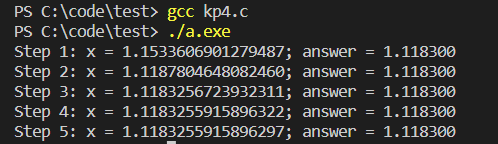 PS C:\code\test> gcc kp4.c
PS C:\code\test> ./a.exe
Step 1: x = 1.1533606901279487; answer = 1.118300
Step 2: x = 1.1187804648082460; answer = 1.118300
Step 3: x = 1.1183256723932311; answer = 1.118300
Step 4: x = 1.1183255915896322; answer = 1.118300
Step 5: x = 1.1183255915896297; answer = 1.118300